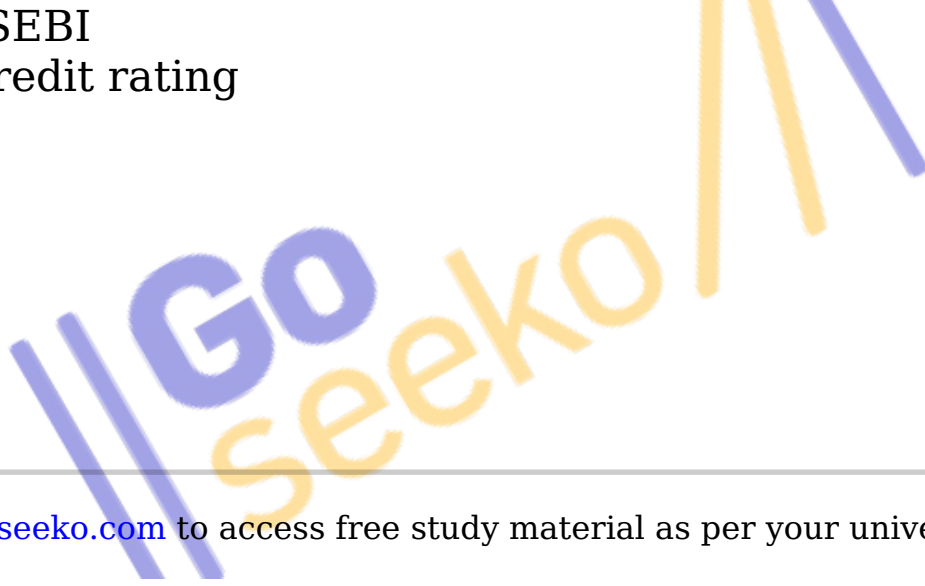 SEBI
redit rating
Go
seeko
seeko.com to access free study material as per your unive